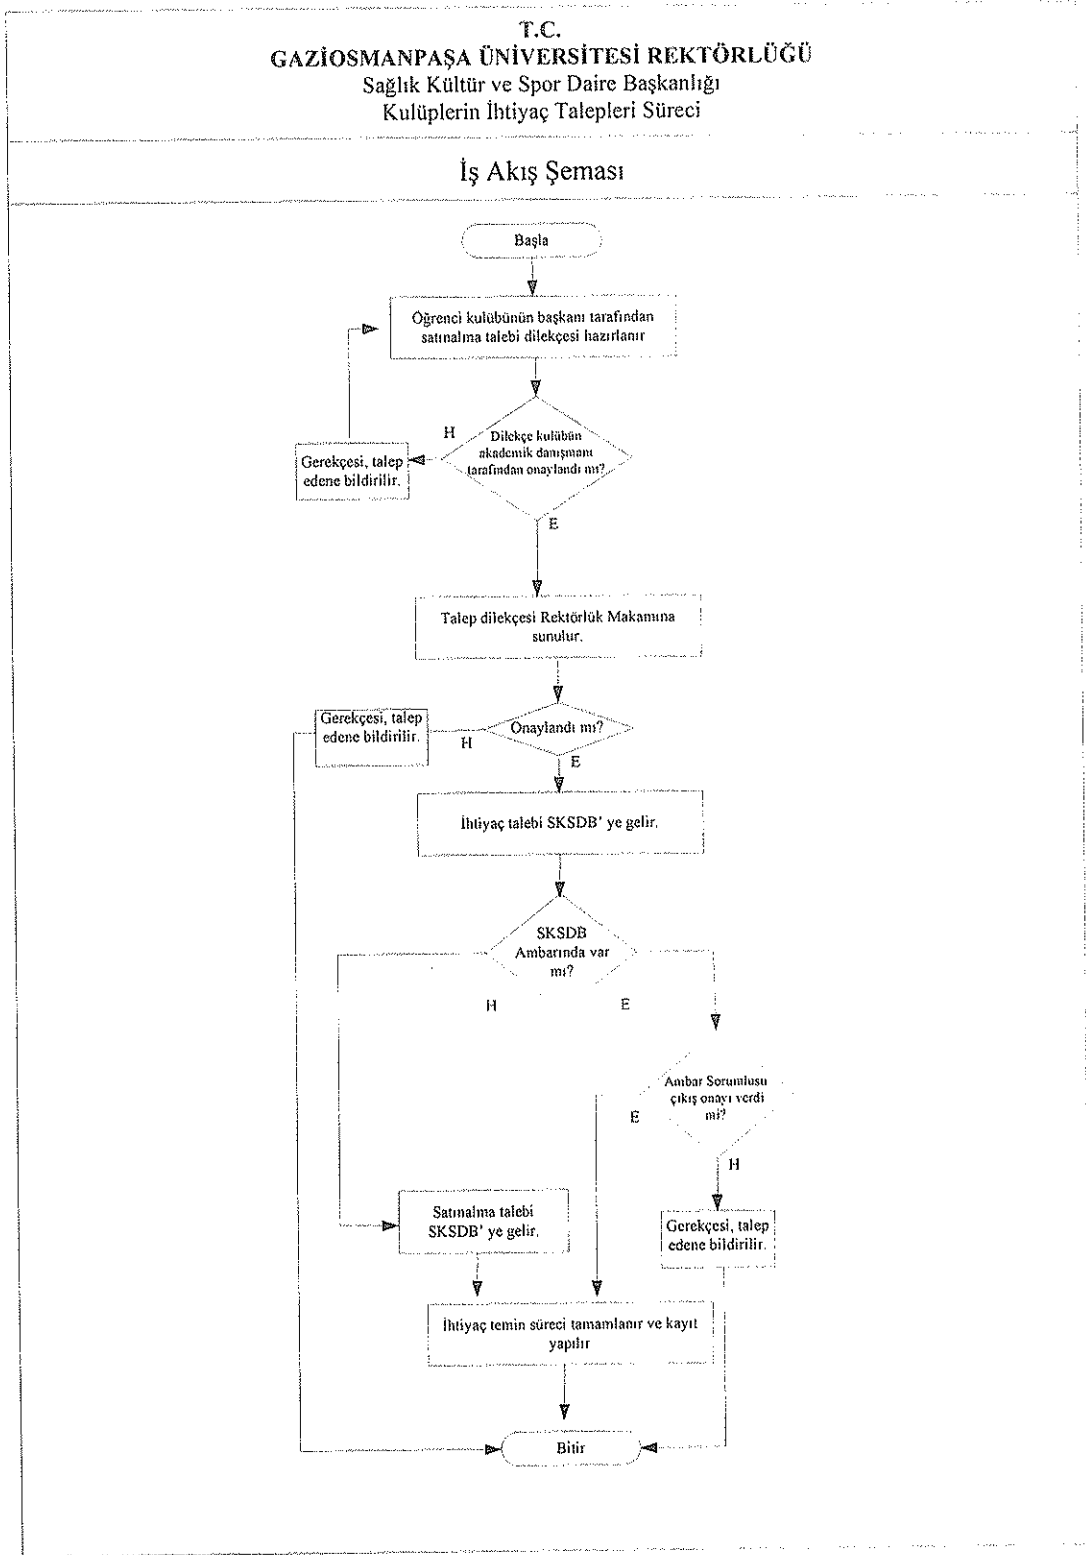 T.C.
GAZİOSMANPAŞA ÜNİVERSİTESİ REKTÖRLÜĞÜ
Sağlık Kültür ve Spor Daire Başkanlığı
Kulüplerin İhtiyaç Talepleri Süreci
İş Akış Şeması
Başla
Öğrenci kulübünün başkanı tarafından
satınalma talebi dilekçesi hazırlanır
H
Dilekçe kulübün
akademik danışmanı
tarafından onaylandı mı?
Gerekçesi, talep
edene bildirilir.
E
Talep dilekçesi Rektörlük Makamına
sunulur.
Gerekçesi, talep
edene bildirilir.
H
Onaylandı mı?
E
İhtiyaç talebi SKSDB' ye gelir.
SKSDB
Ambarında var
mı?
H
E
Ambar Sorumlusu
çıkış onayı verdi
mi?
E
H
Satınalma talebi
SKSDB' ye gelir.
Gerekçesi, talep
edene bildirilir.
İhtiyaç temin süreci tamamlanır ve kayıt
yapılır
Bitir